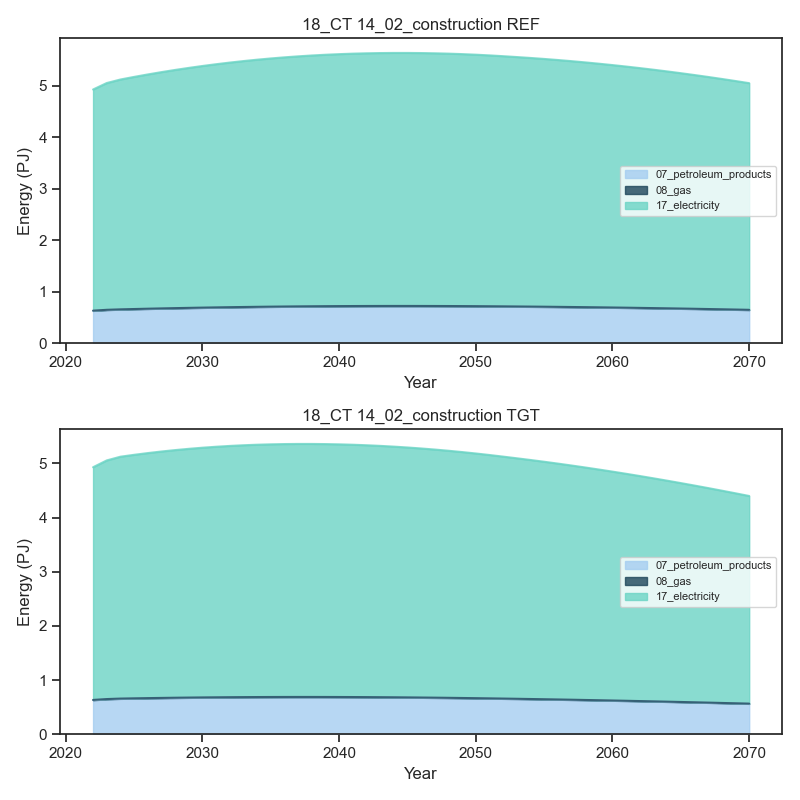 18_CT 14_02_construction REF
Energy (PJ)
5
4
3
2
1
0
07_petroleum_products
08_gas
17_electricity
2020 2030 2040 2050 2060 2070
Year
18_CT 14_02_construction TGT
Energy (PJ)
5
4
3
2
1
0
07_petroleum_products
08_gas
17_electricity
2020 2030 2040 2050 2060 2070
Year